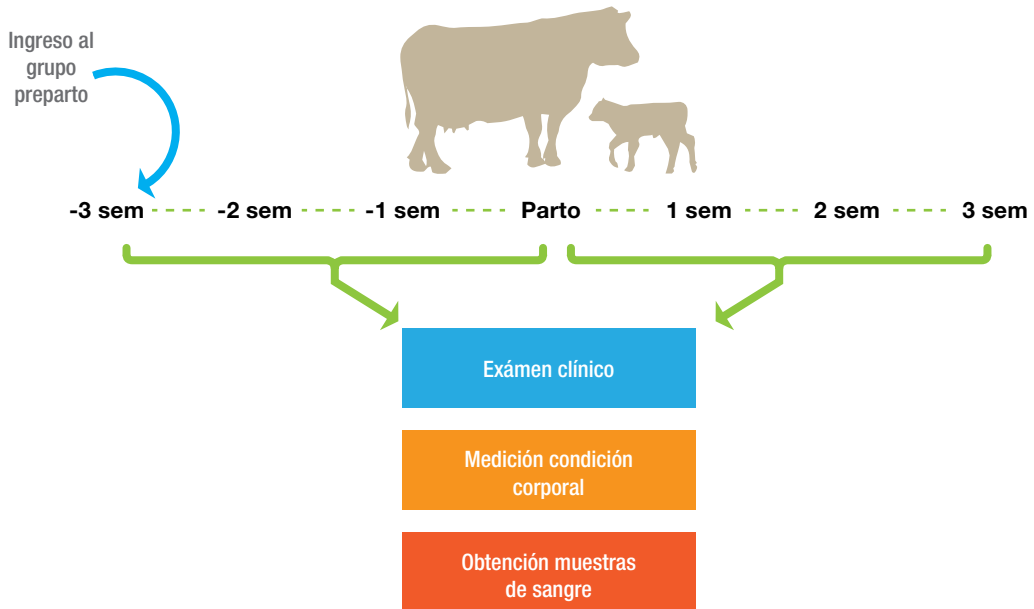 Ingreso al
grupo
preparto
-3 sem -2 sem -1 sem Parto 1 sem 2 sem 3 sem
Exámen clínico
Medición condición
corporal
Obtención muestras
de sangre